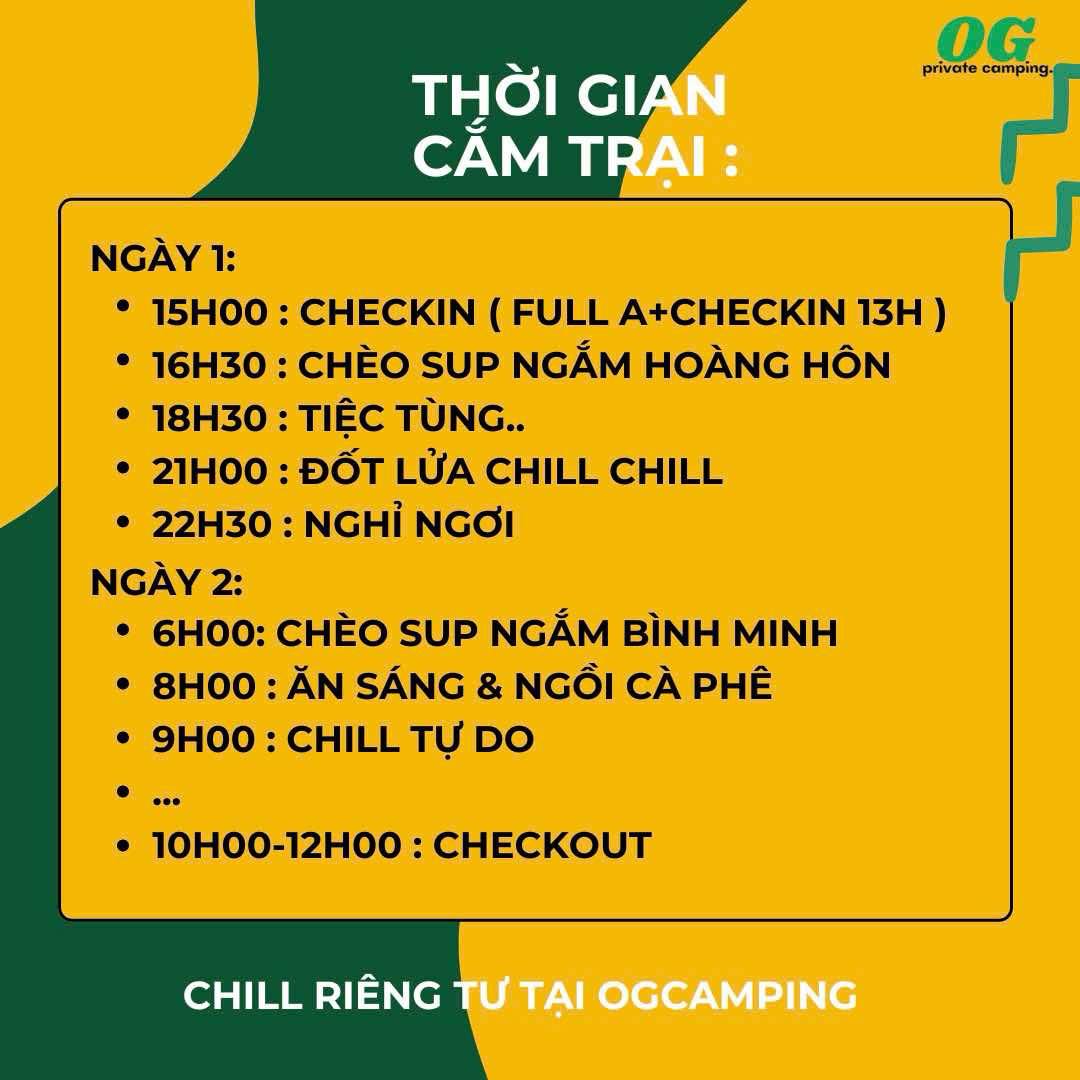 OG
private camping.
THỜI GIAN
CẮM TRẠI :
NGÀY 1:
• 15H00 : CHECKIN ( FULL A+CHECKIN 13H )
• 16H30 : CHÈO SUP NGẮM HOÀNG HÔN
• 18H30 : TIỆC TÙNG..
• 21H00 : ĐỐT LỬA CHILL CHILL
• 22H30 : NGHỈ NGƠI
NGÀY 2:
• 6H00: CHÈO SUP NGẮM BÌNH MINH
• 8H00 : ĂN SÁNG & NGỒI CÀ PHÊ
• 9H00 : CHILL TỰ DO
• ...
• 10H00-12H00 : CHECKOUT
CHILL RIÊNG TƯ TẠI OGCAMPING